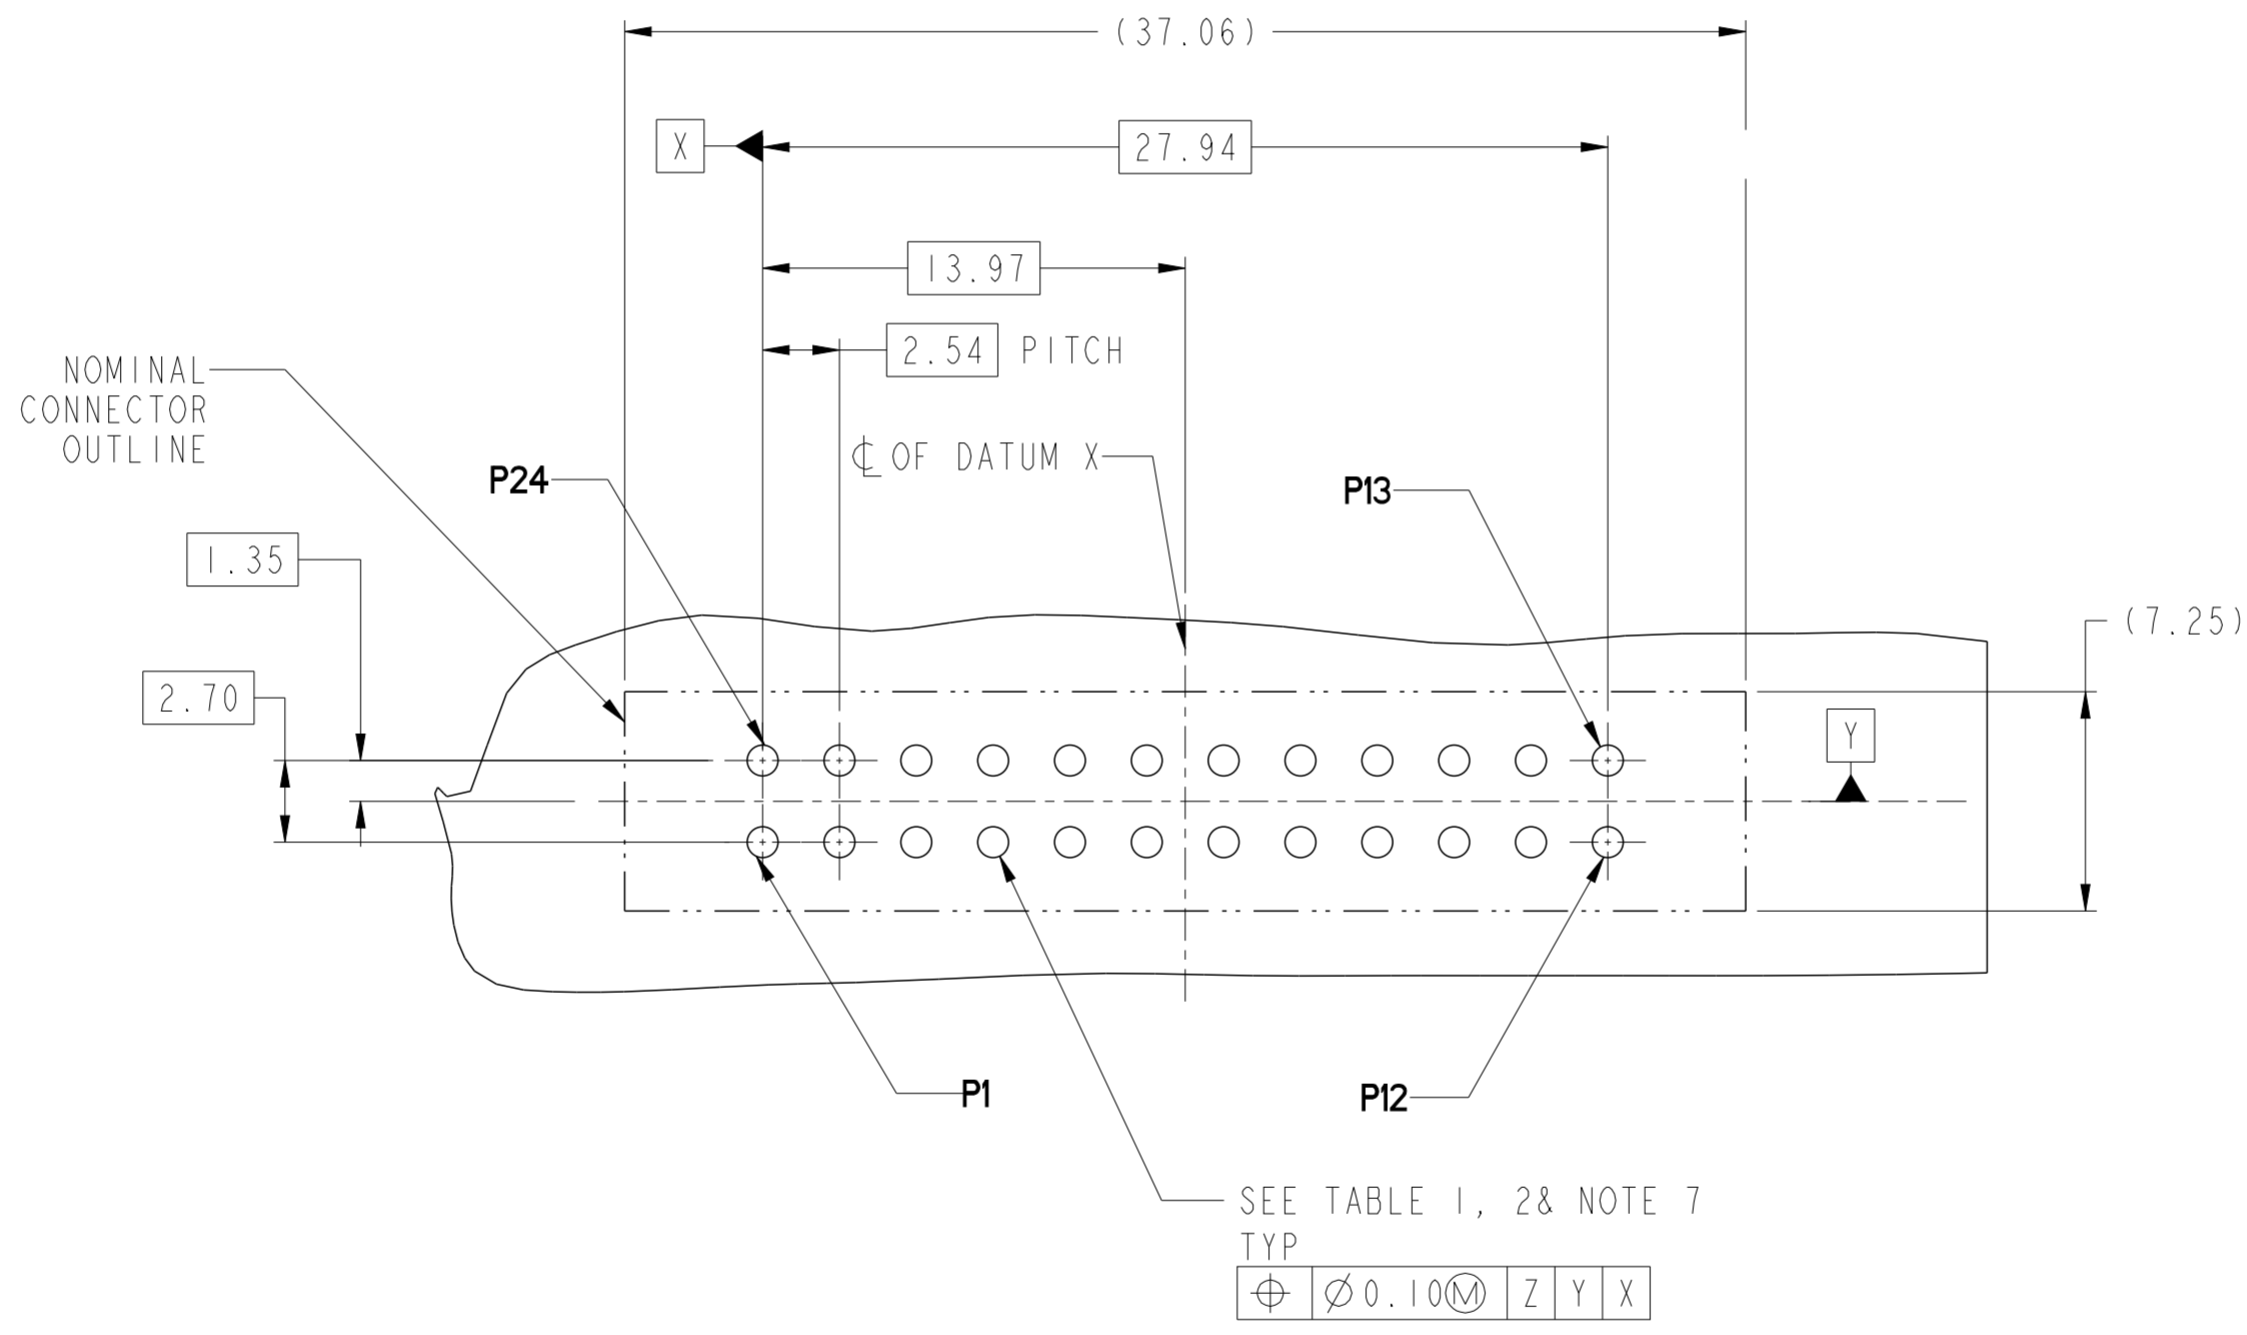 (37.06)
X
27.94
13.97
2.54 PITCH
NOMINAL
CONNECTOR
OUTLINE
℄ OF DATUM X
P24
P13
1.35
(7.25)
2.70
Y
P1
P12
SEE TABLE 1, 2& NOTE 7
TYP
⌖ ⌀0.10Ⓜ Z Y X